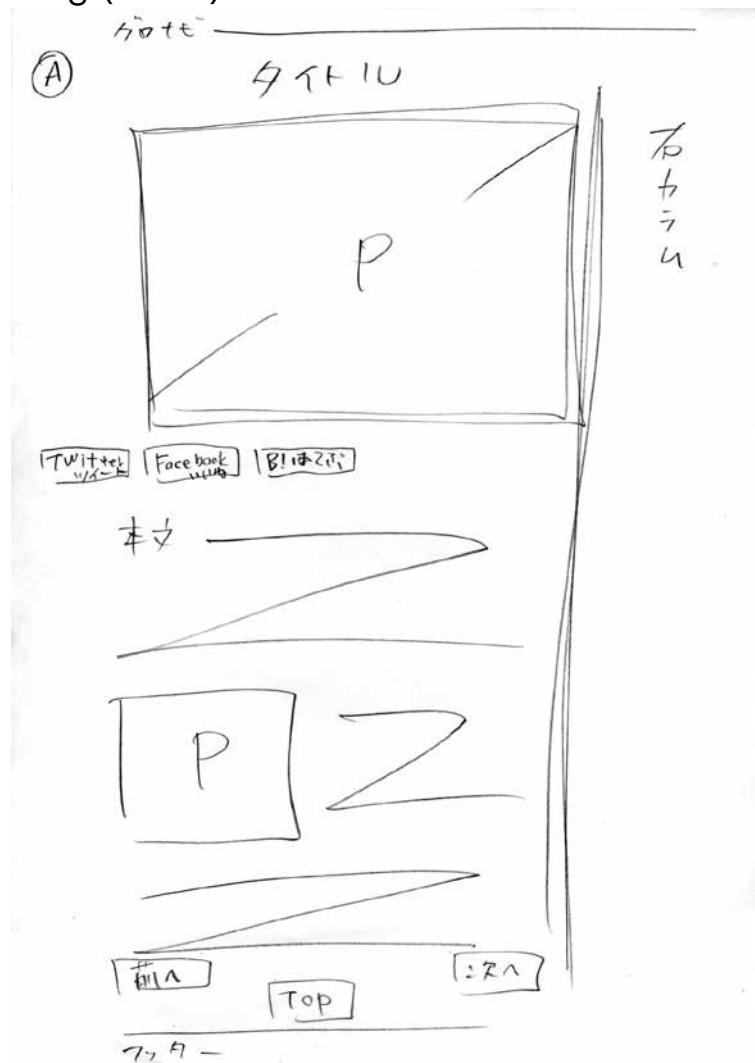 グロナビ
A
タイトル
右カラム
P
Twitter ツイート
Facebook いいね
B!はてぶ
本文
P
前へ
次へ
Top
フッター